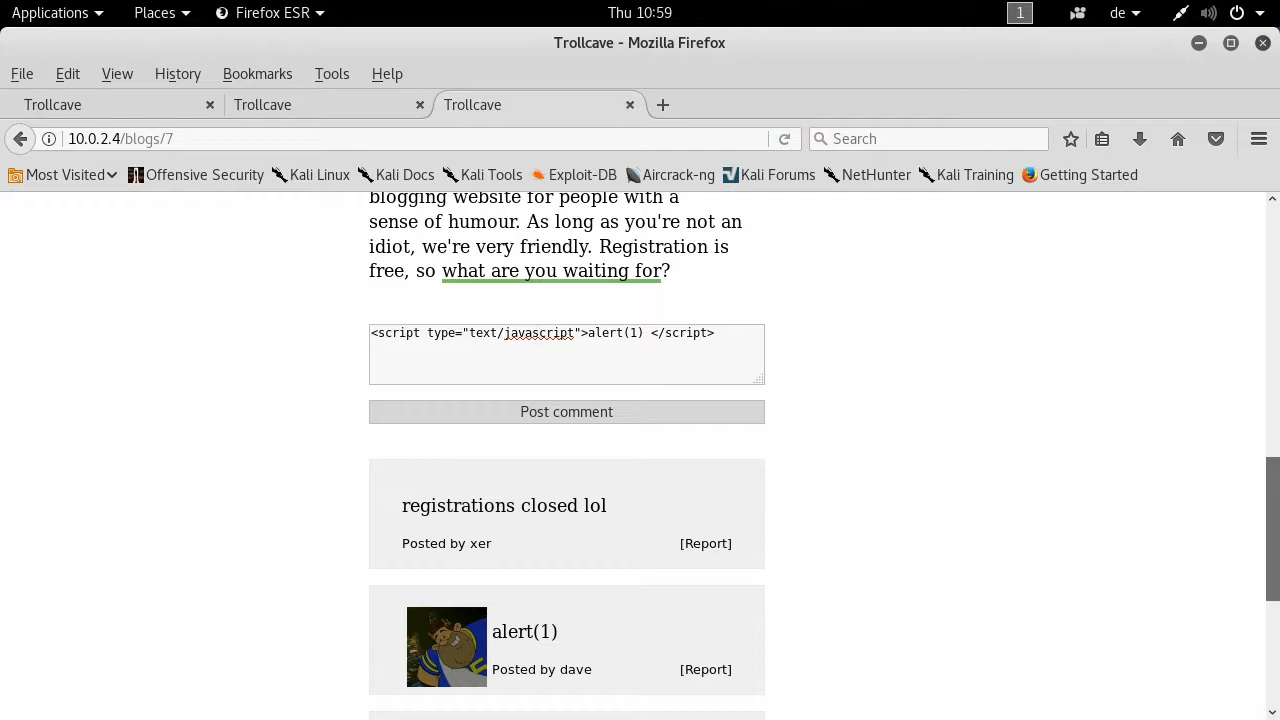 Applications Places Firefox ESR Thu 10:59 1 de
Trollcave - Mozilla Firefox
File Edit View History Bookmarks Tools Help
Trollcave Trollcave Trollcave
10.0.2.4/blogs/7 Search
Most Visited Offensive Security Kali Linux Kali Docs Kali Tools Exploit-DB Aircrack-ng Kali Forums NetHunter Kali Training Getting Started
blogging website for people with a
sense of humour. As long as you're not an
idiot, we're very friendly. Registration is
free, so what are you waiting for?
<script type="text/javascript">alert(1) </script>
Post comment
registrations closed lol
Posted by xer [Report]
alert(1)
Posted by dave [Report]